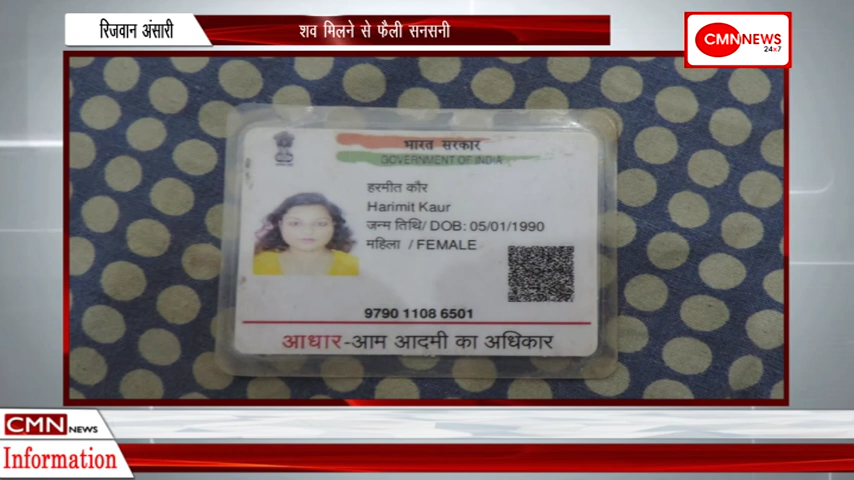 रिजवान अंसारी
शव मिलने से फैली सनसनी
CMN NEWS
24x7
भारत सरकार
GOVERNMENT OF INDIA
हरमीत कौर
Harimit Kaur
जन्म तिथि/ DOB: 05/01/1990
महिला / FEMALE
9790 1108 6501
आधार-आम आदमी का अधिकार
CMN NEWS
Information